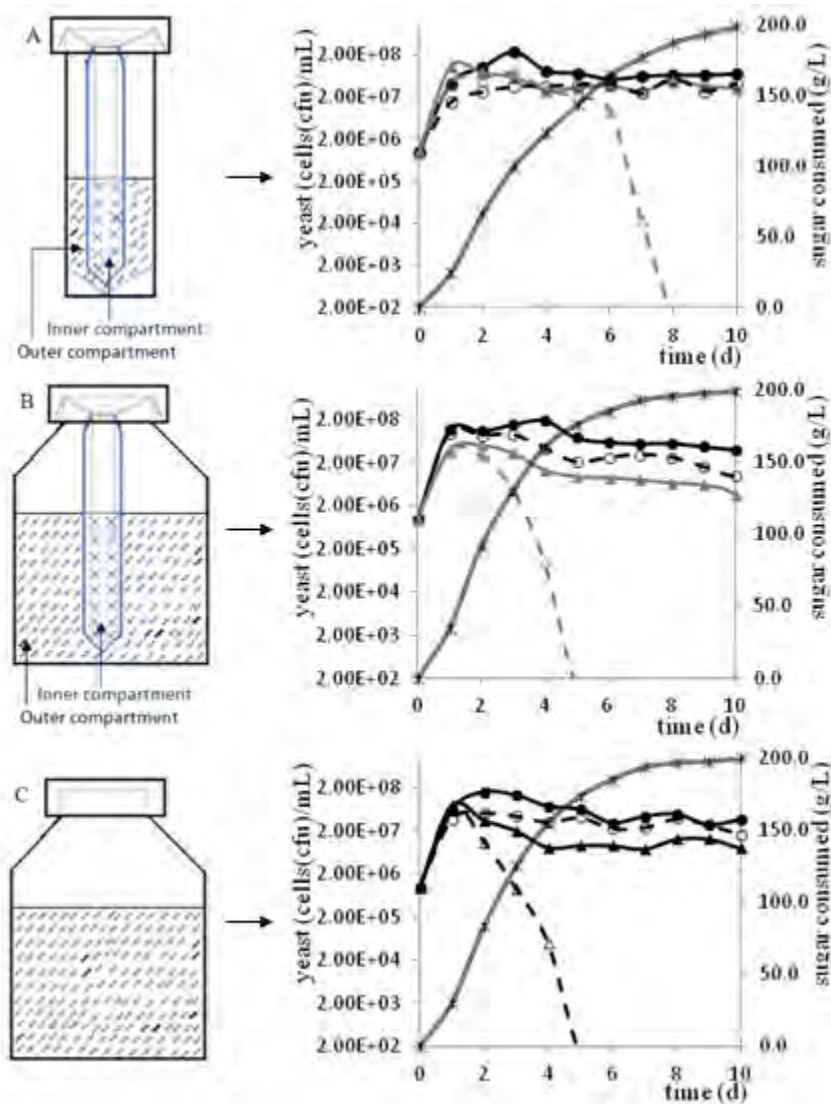 A
Inner compartment
Outer compartment
yeast (cells(cfu)/mL)
2.00E+08
2.00E+07
2.00E+06
2.00E+05
2.00E+04
2.00E+03
2.00E+02
0 2 4 6 8 10
time (d)
200.0
150.0
100.0
50.0
0.0
sugar consumed (g/L)
B
Inner compartment
Outer compartment
yeast (cells(cfu)/mL)
2.00E+08
2.00E+07
2.00E+06
2.00E+05
2.00E+04
2.00E+03
2.00E+02
0 2 4 6 8 10
time (d)
200.0
150.0
100.0
50.0
0.0
sugar consumed (g/L)
C
yeast (cells(cfu)/mL)
2.00E+08
2.00E+07
2.00E+06
2.00E+05
2.00E+04
2.00E+03
2.00E+02
0 2 4 6 8 10
time (d)
200.0
150.0
100.0
50.0
0.0
sugar consumed (g/L)